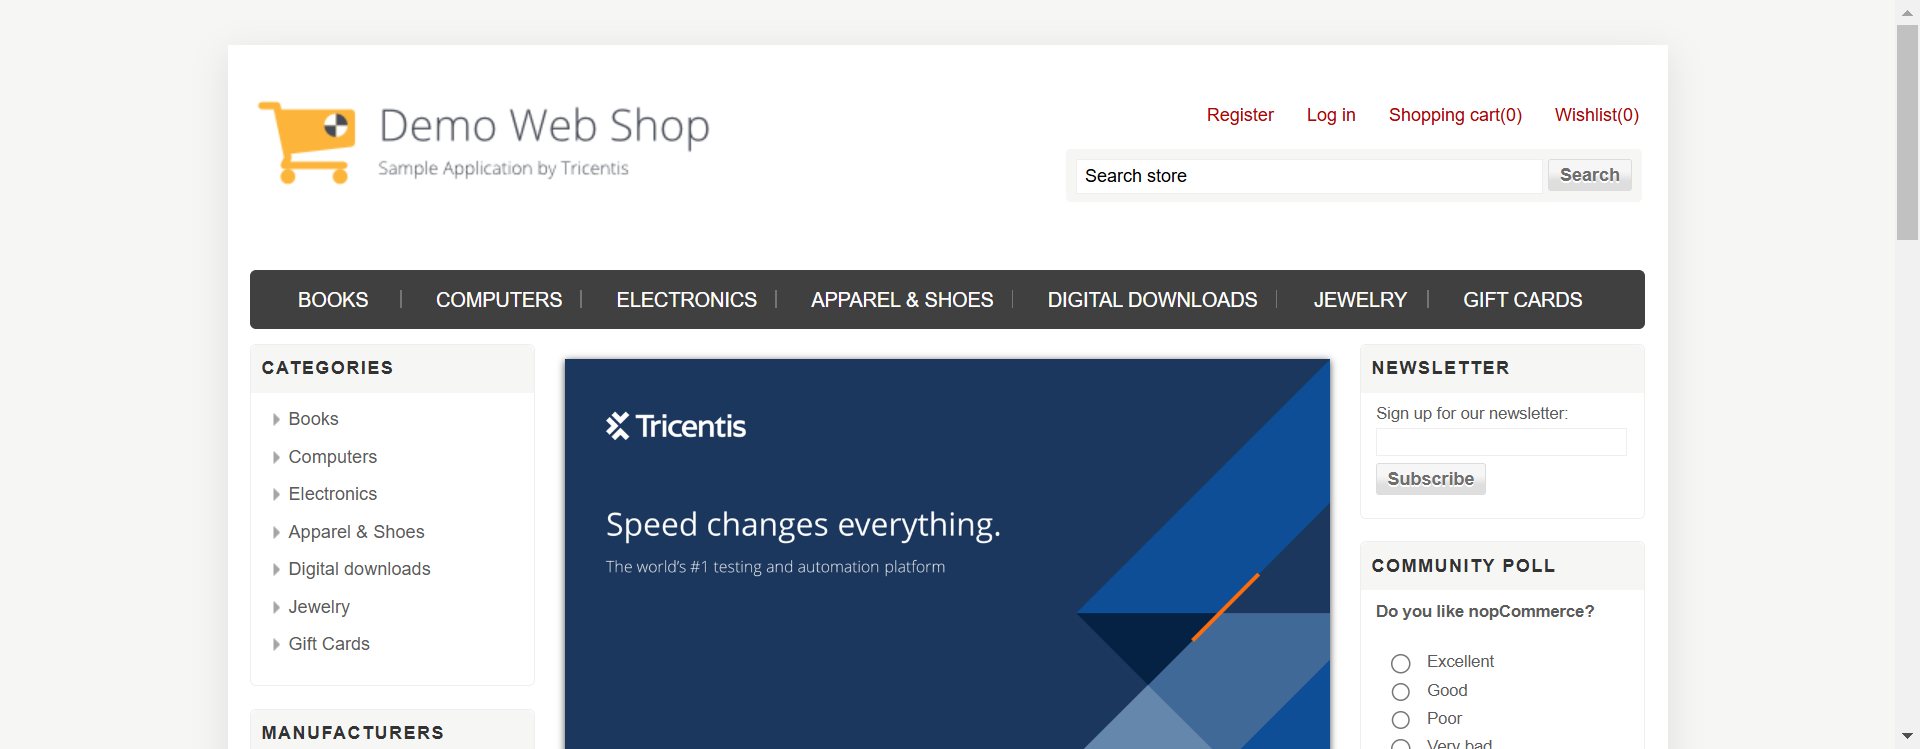 Demo Web Shop
Sample Application by Tricentis
Register Log in Shopping cart(0) Wishlist(0)
Search store Search
BOOKS COMPUTERS ELECTRONICS APPAREL & SHOES DIGITAL DOWNLOADS JEWELRY GIFT CARDS
CATEGORIES
Books
Computers
Electronics
Apparel & Shoes
Digital downloads
Jewelry
Gift Cards
MANUFACTURERS
Tricentis
Speed changes everything.
The world's #1 testing and automation platform
NEWSLETTER
Sign up for our newsletter:
Subscribe
COMMUNITY POLL
Do you like nopCommerce?
Excellent
Good
Poor
Very bad